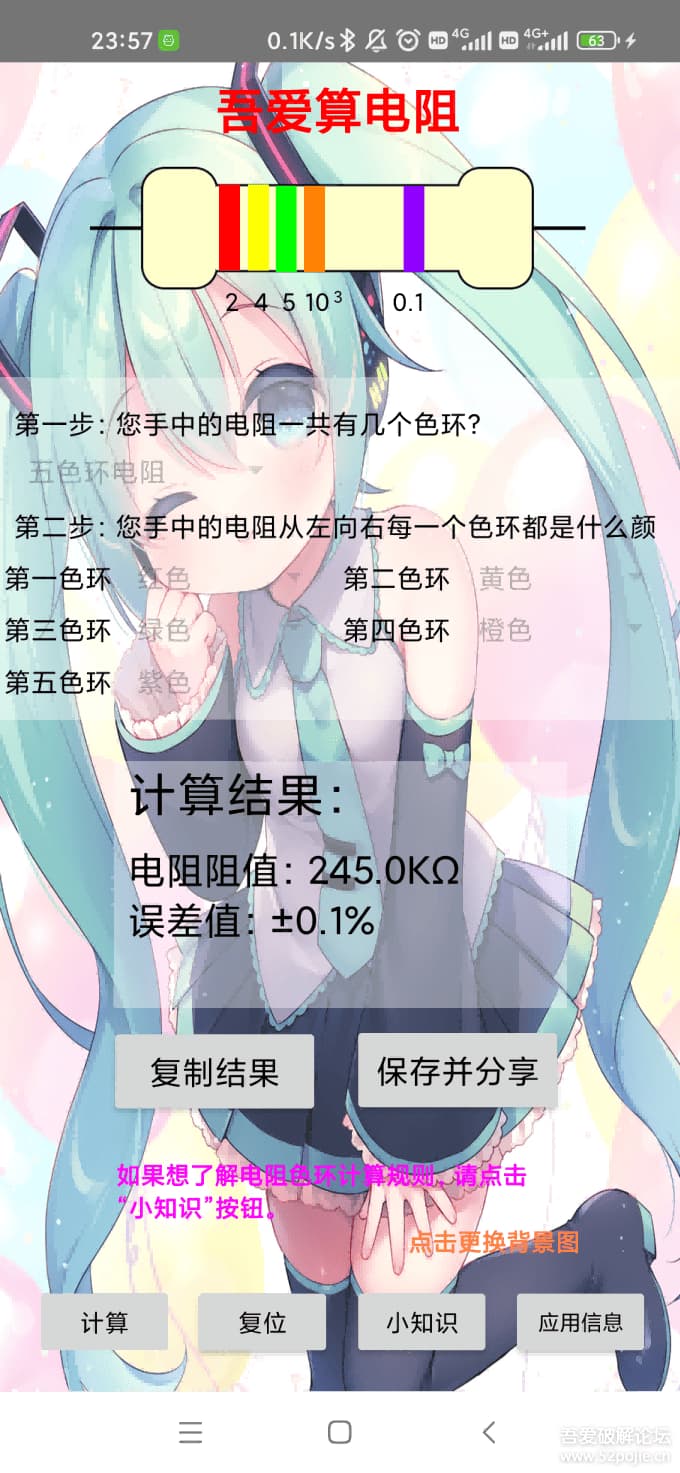 23:57 0.1K/s HD 4G HD 4G+ 63
吾爱算电阻
2 4 5 10³ 0.1
第一步：您手中的电阻一共有几个色环？
五色环电阻
第二步：您手中的电阻从左向右每一个色环都是什么颜
第一色环 红色 第二色环 黄色
第三色环 绿色 第四色环 橙色
第五色环 紫色
计算结果：
电阻阻值：245.0KΩ
误差值：±0.1%
复制结果 保存并分享
如果想了解电阻色环计算规则，请点击
“小知识”按钮。
点击更换背景图
计算 复位 小知识 应用信息
吾爱破解论坛
www.52pojie.cn